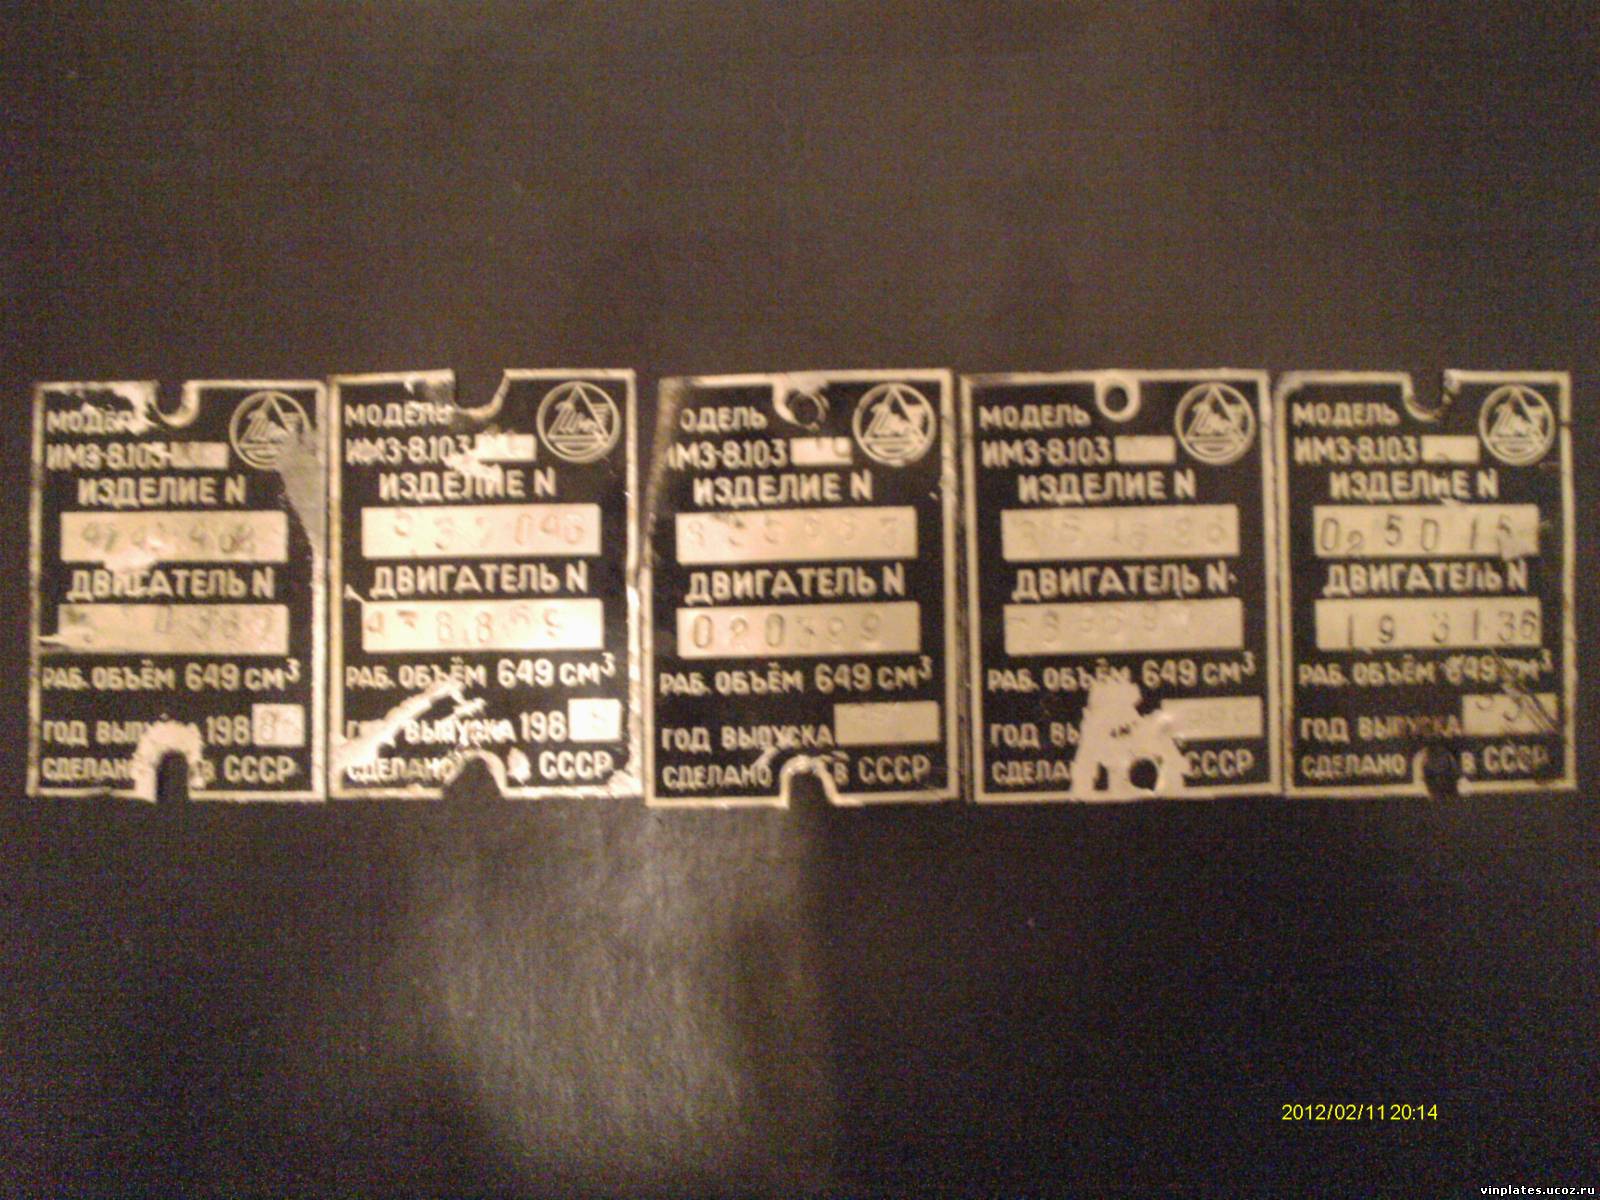 МОДЕЛЬ
ИМЗ-8.103
ИЗДЕЛИЕ N
ДВИГАТЕЛЬ N
РАБ. ОБЪЁМ 649 СМ³
ГОД ВЫПУСКА 198
СДЕЛАНО В СССР
МОДЕЛЬ
ИМЗ-8.103
ИЗДЕЛИЕ N
ДВИГАТЕЛЬ N
РАБ. ОБЪЁМ 649 СМ³
ГОД ВЫПУСКА 198
СДЕЛАНО СССР
ОДЕЛЬ
ИМЗ-8.103
ИЗДЕЛИЕ N
ДВИГАТЕЛЬ N
020399
РАБ. ОБЪЁМ 649 СМ³
ГОД ВЫПУСКА
СДЕЛАНО В СССР
МОДЕЛЬ
ИМЗ-8.103
ИЗДЕЛИЕ N
ДВИГАТЕЛЬ N
РАБ. ОБЪЁМ 649 СМ³
ГОД ВЫ
СДЕЛА СССР
МОДЕЛЬ
ИМЗ-8.103
ИЗДЕЛИЕ N
025015
ДВИГАТЕЛЬ N
193136
РАБ. ОБЪЁМ 649 СМ³
ГОД ВЫПУСКА
СДЕЛАНО В СССР
2012/02/11 20:14
vinplates.ucoz.ru